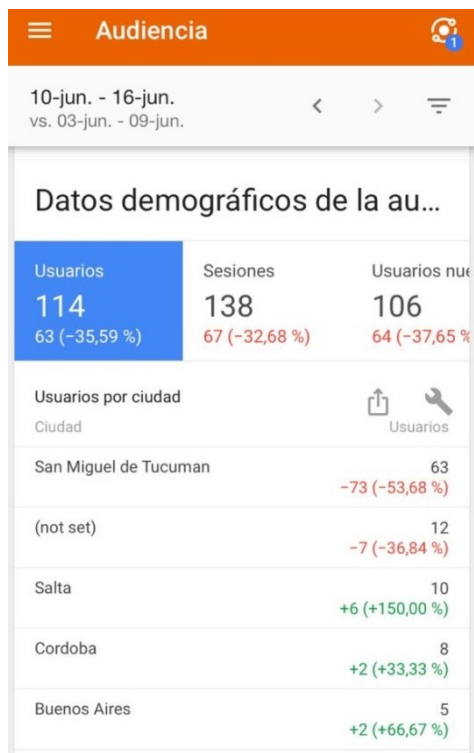 Audiencia
1
10-jun. - 16-jun.
vs. 03-jun. - 09-jun.
Datos demográficos de la au...
Usuarios Sesiones Usuarios nue
114 138 106
63 (−35,59 %) 67 (−32,68 %) 64 (−37,65 %
Usuarios por ciudad
Ciudad Usuarios
San Miguel de Tucuman 63
−73 (−53,68 %)
(not set) 12
−7 (−36,84 %)
Salta 10
+6 (+150,00 %)
Cordoba 8
+2 (+33,33 %)
Buenos Aires 5
+2 (+66,67 %)